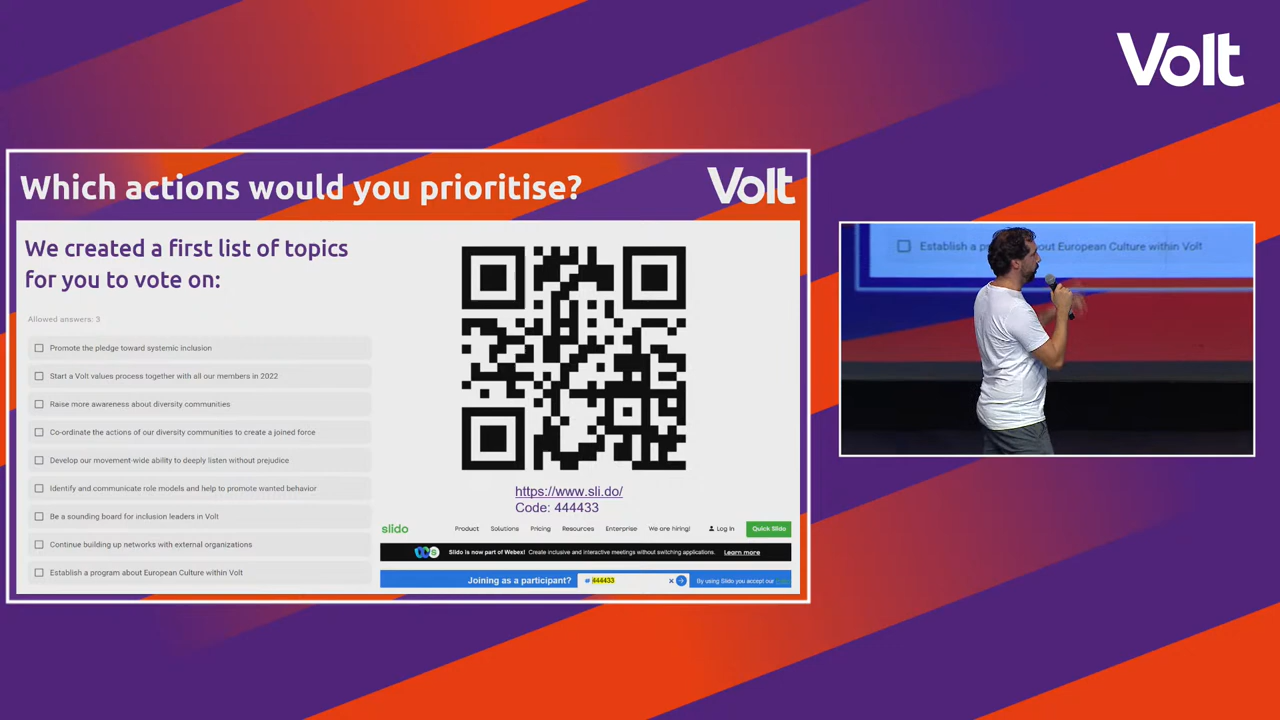 Volt
Which actions would you prioritise?
Volt
We created a first list of topics
for you to vote on:
Allowed answers: 3
Promote the pledge toward systemic inclusion
Start a Volt values process together with all our members in 2022
Raise more awareness about diversity communities
Co-ordinate the actions of our diversity communities to create a joined force
Develop our movement-wide ability to deeply listen without prejudice
Identify and communicate role models and help to promote wanted behavior
Be a sounding board for inclusion leaders in Volt
Continue building up networks with external organizations
Establish a program about European Culture within Volt
https://www.sli.do/
Code: 444433
slido Product Solutions Pricing Resources Enterprise We are hiring! Log In Quick Slido
Slido is now part of Webex! Create inclusive and interactive meetings without switching applications. Learn more
Joining as a participant? # 444433 By using Slido you accept our
Establish a p about European Culture within Volt